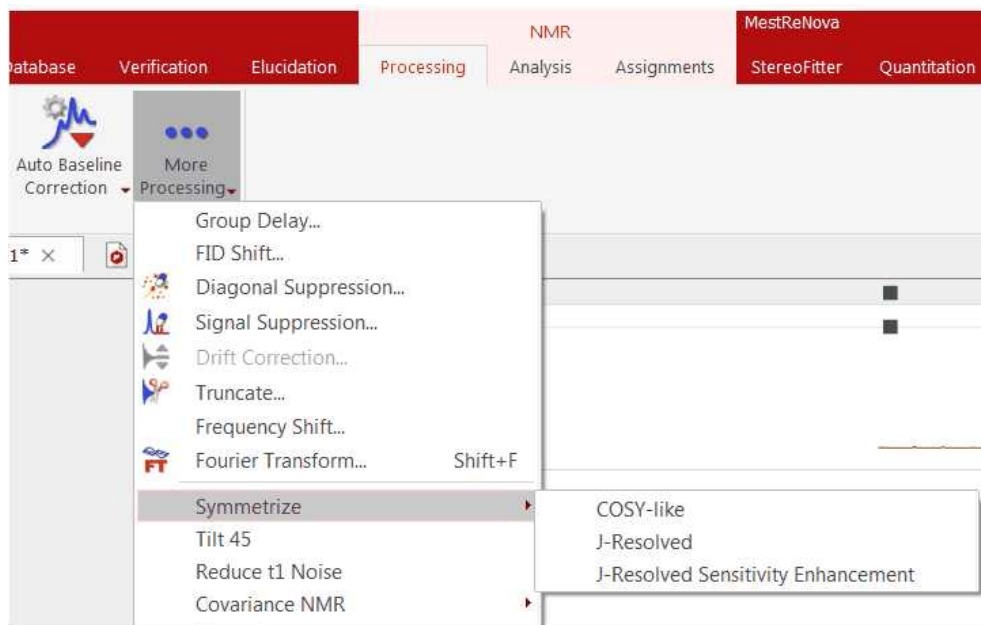 NMR
MestReNova
Database Verification Elucidation Processing Analysis Assignments StereoFitter Quantitation
Auto Baseline
Correction
More
Processing
1*
Group Delay...
FID Shift...
Diagonal Suppression...
Signal Suppression...
Drift Correction...
Truncate...
Frequency Shift...
Fourier Transform... Shift+F
FT
Symmetrize
Tilt 45
Reduce t1 Noise
Covariance NMR
COSY-like
J-Resolved
J-Resolved Sensitivity Enhancement